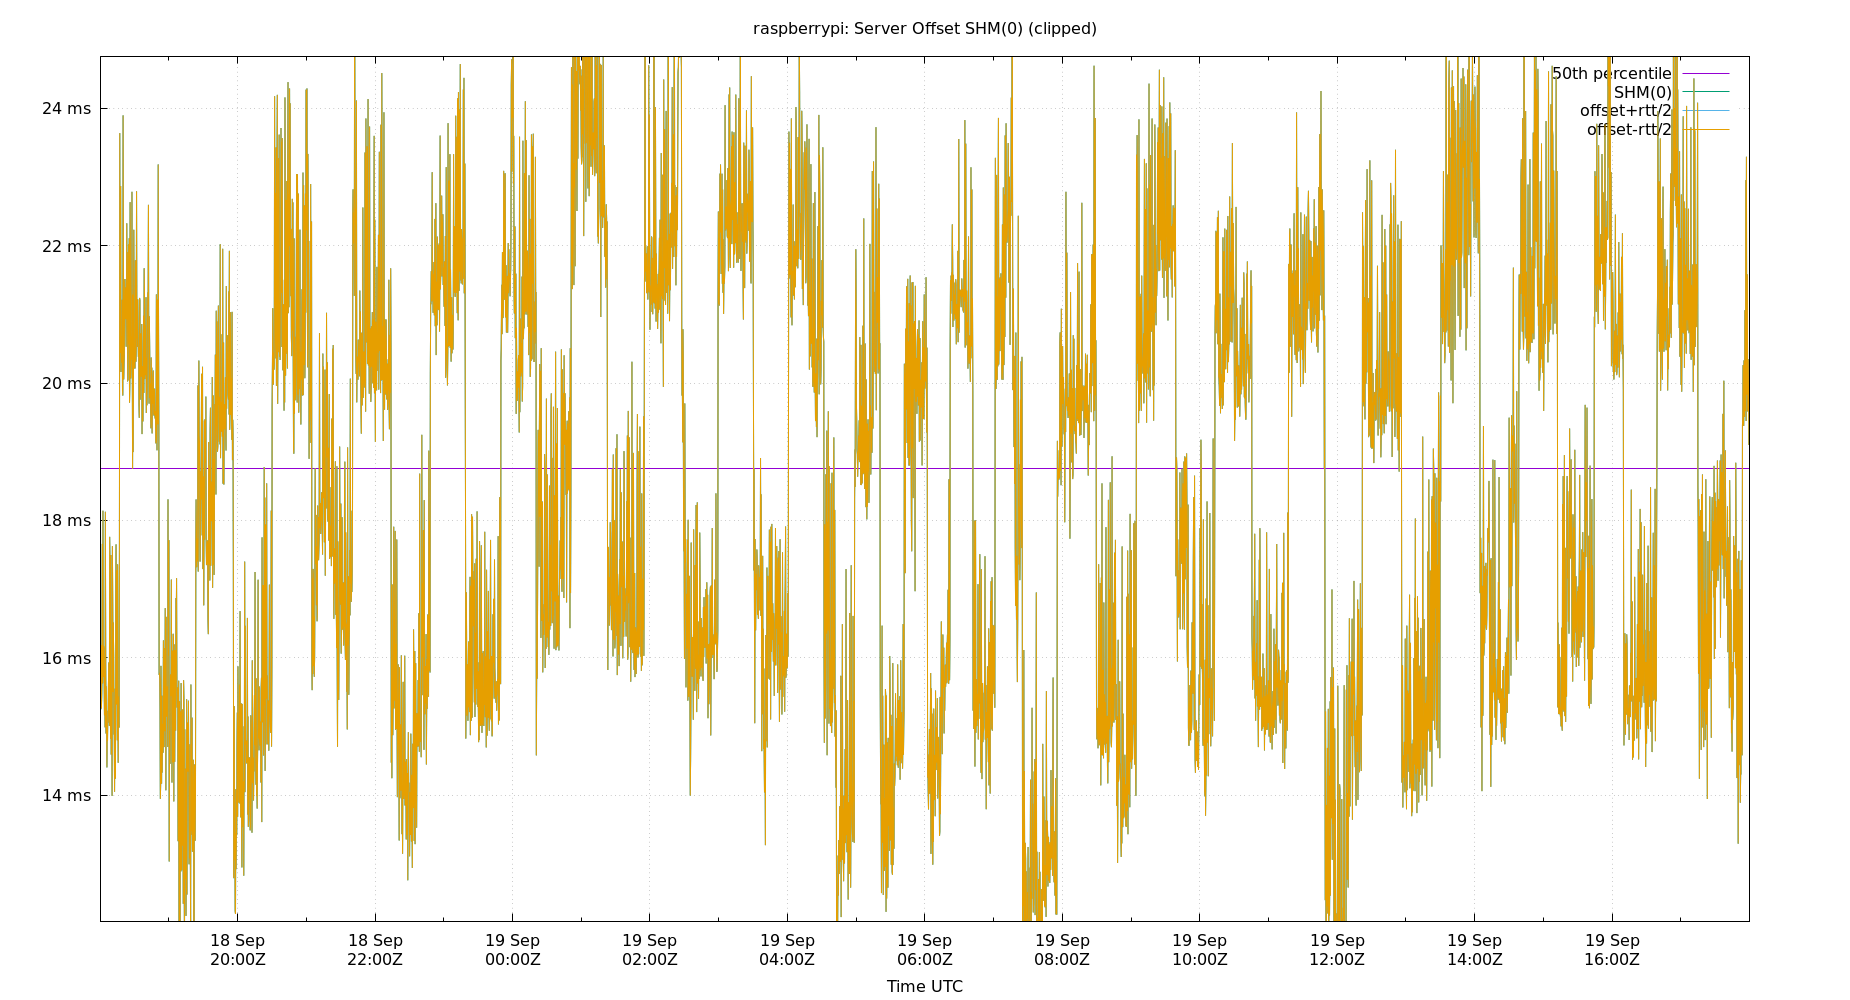 raspberrypi: Server Offset SHM(0) (clipped)
50th percentile
SHM(0)
offset+rtt/2
offset-rtt/2
24 ms
22 ms
20 ms
18 ms
16 ms
14 ms
18 Sep 18 Sep 19 Sep 19 Sep 19 Sep 19 Sep 19 Sep 19 Sep 19 Sep 19 Sep 19 Sep
20:00Z 22:00Z 00:00Z 02:00Z 04:00Z 06:00Z 08:00Z 10:00Z 12:00Z 14:00Z 16:00Z
Time UTC